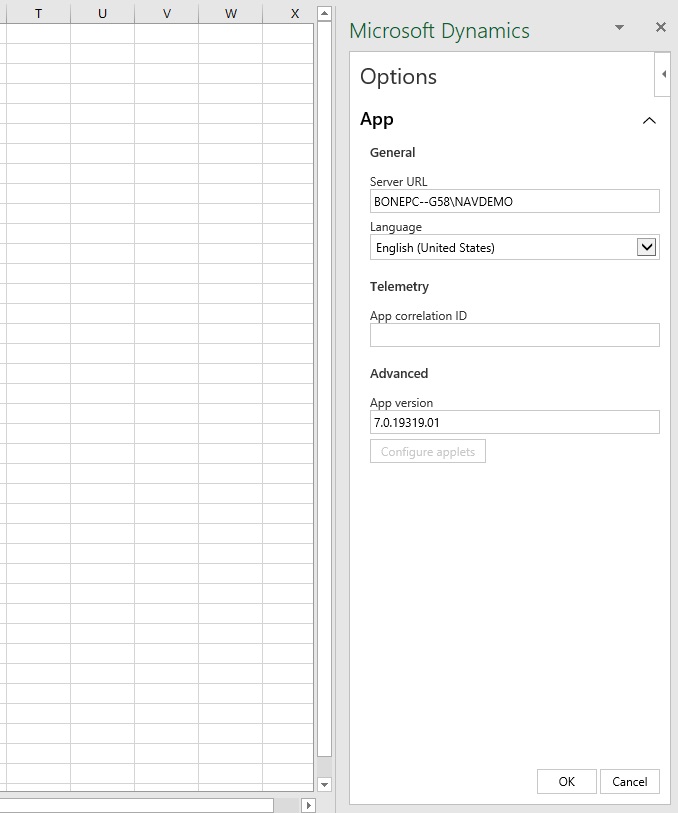 T U V W X
Microsoft Dynamics
Options
App
General
Server URL
BONEPC--G58\NAVDEMO
Language
English (United States)
Telemetry
App correlation ID
Advanced
App version
7.0.19319.01
Configure applets
OK Cancel